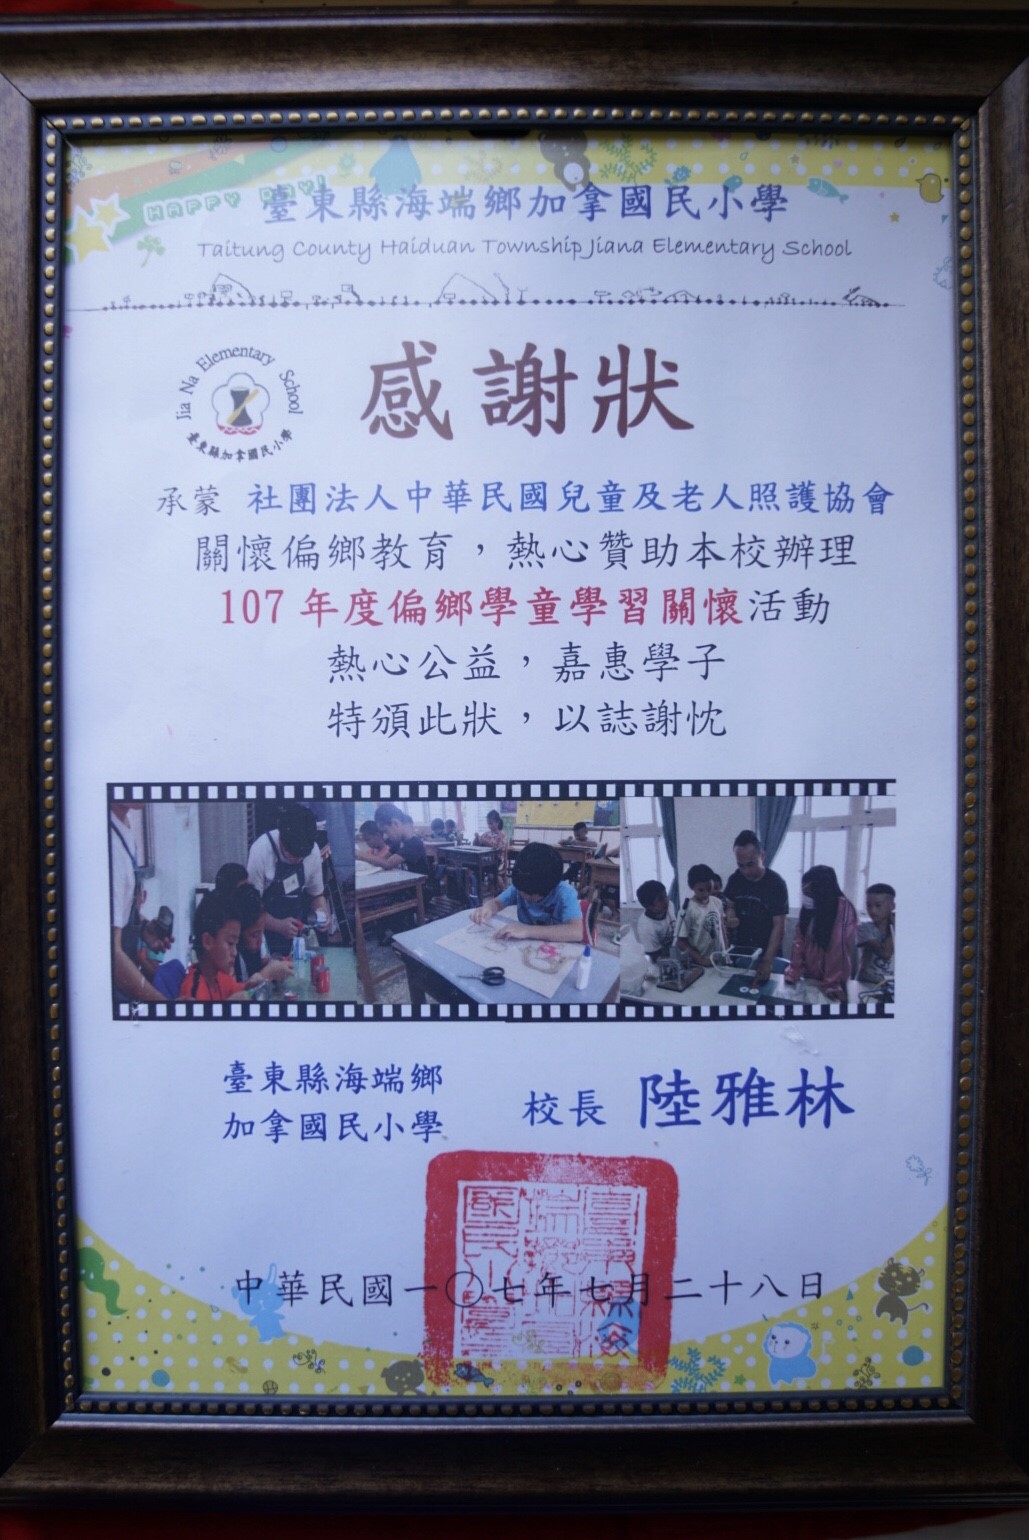 HAPPY DAY!
臺東縣海端鄉加拿國民小學
Taitung County Haiduan Township Jiana Elementary School
Jia Na Elementary School
臺東縣加拿國民小學
感謝狀
承蒙 社團法人中華民國兒童及老人照護協會
關懷偏鄉教育，熱心贊助本校辦理
107年度偏鄉學童學習關懷活動
熱心公益，嘉惠學子
特頒此狀，以誌謝忱
臺東縣海端鄉
加拿國民小學
校長 陸雅林
中華民國一〇七年七月二十八日